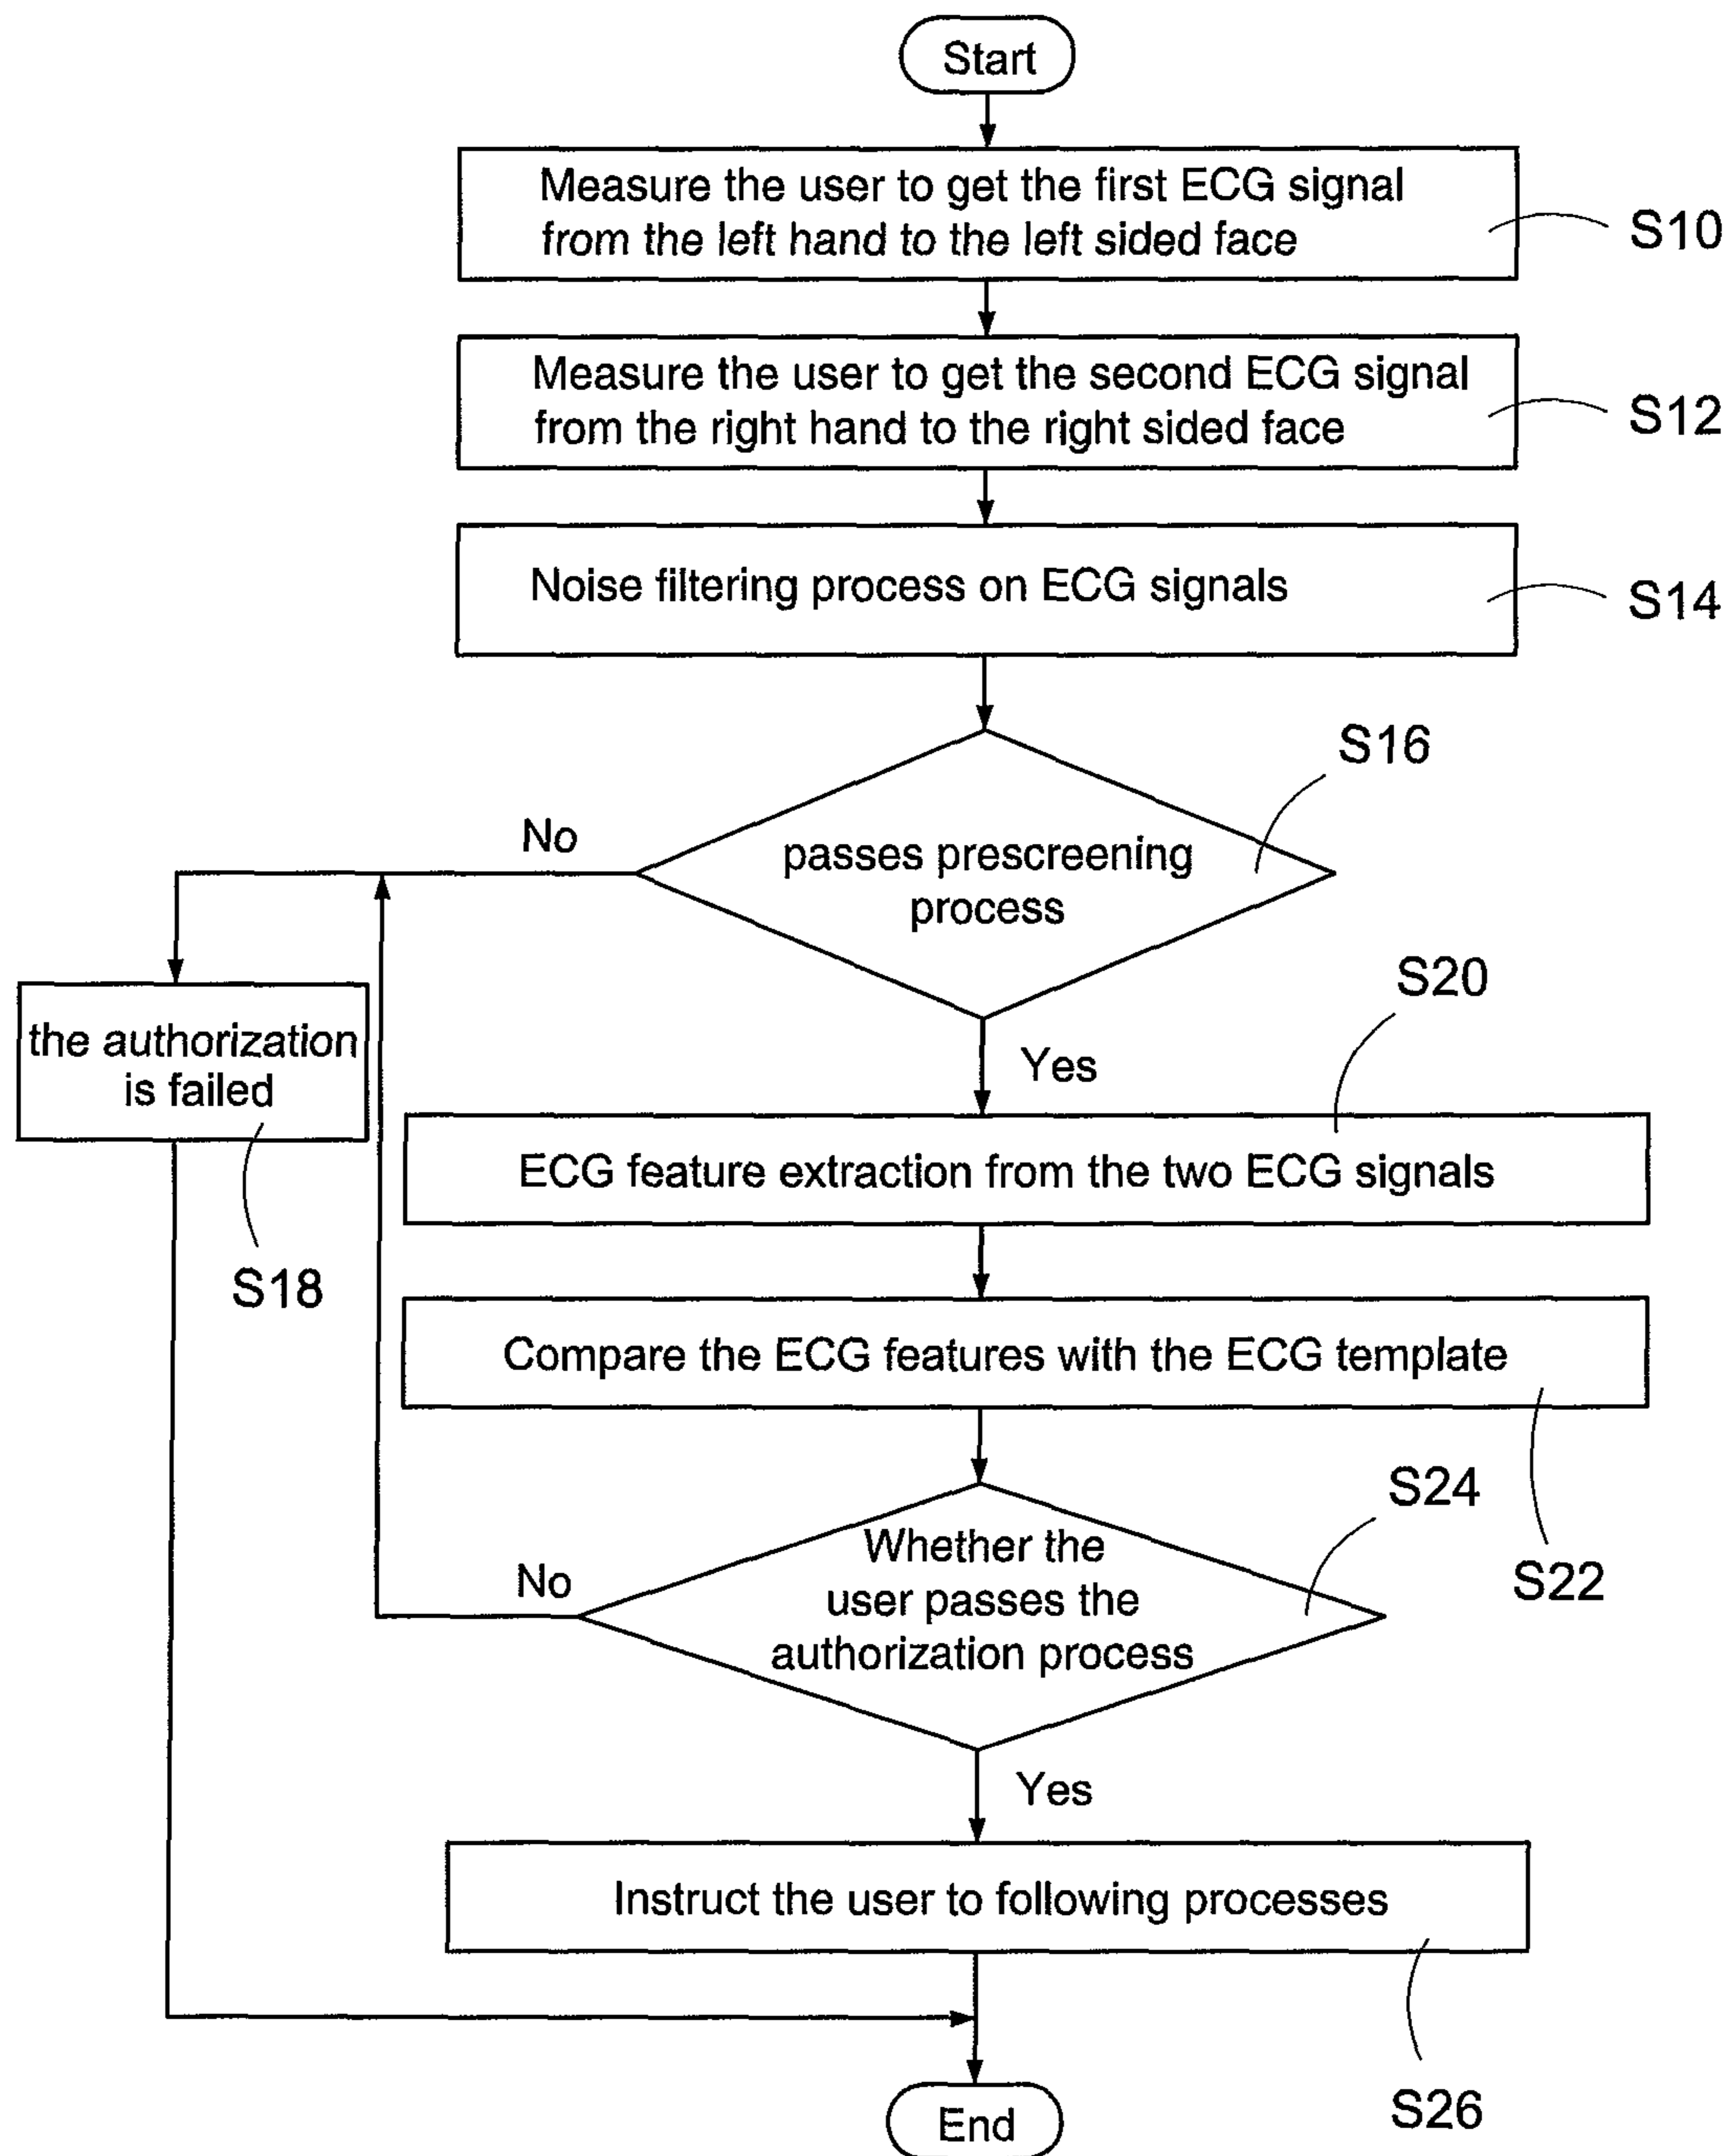 Start
Measure the user to get the first ECG signal
from the left hand to the left sided face
S10
Measure the user to get the second ECG signal
from the right hand to the right sided face
S12
Noise filtering process on ECG signals
S14
S16
No
passes prescreening
process
S20
the authorization
is failed
Yes
ECG feature extraction from the two ECG signals
S18
Compare the ECG features with the ECG template
S24
Whether the
user passes the
authorization process
No
S22
Yes
Instruct the user to following processes
S26
End